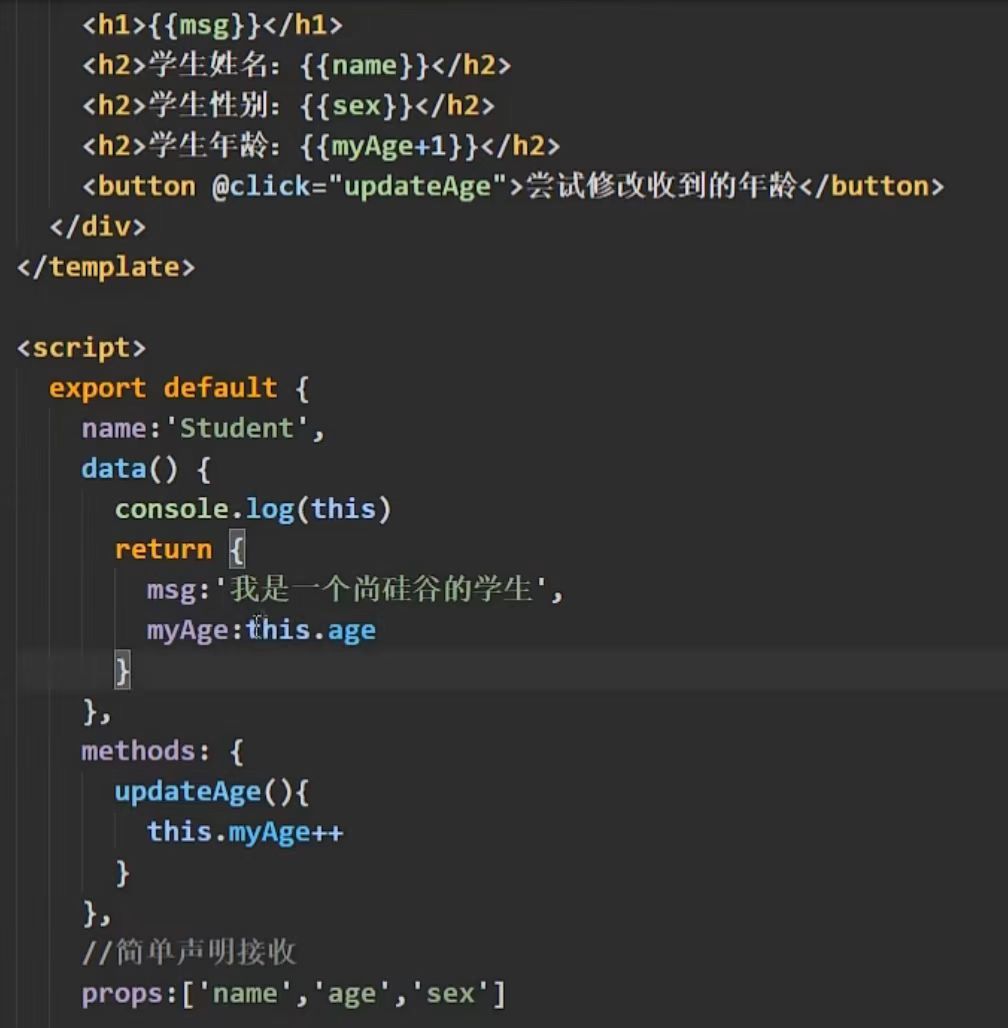 <h1>{{msg}}</h1>
<h2>学生姓名：{{name}}</h2>
<h2>学生性别：{{sex}}</h2>
<h2>学生年龄：{{myAge+1}}</h2>
<button @click="updateAge">尝试修改收到的年龄</button>
</div>
</template>
<script>
export default {
name:'Student',
data() {
console.log(this)
return {
msg:'我是一个尚硅谷的学生',
myAge:this.age
}
},
methods: {
updateAge(){
this.myAge++
}
},
//简单声明接收
props:['name','age','sex']